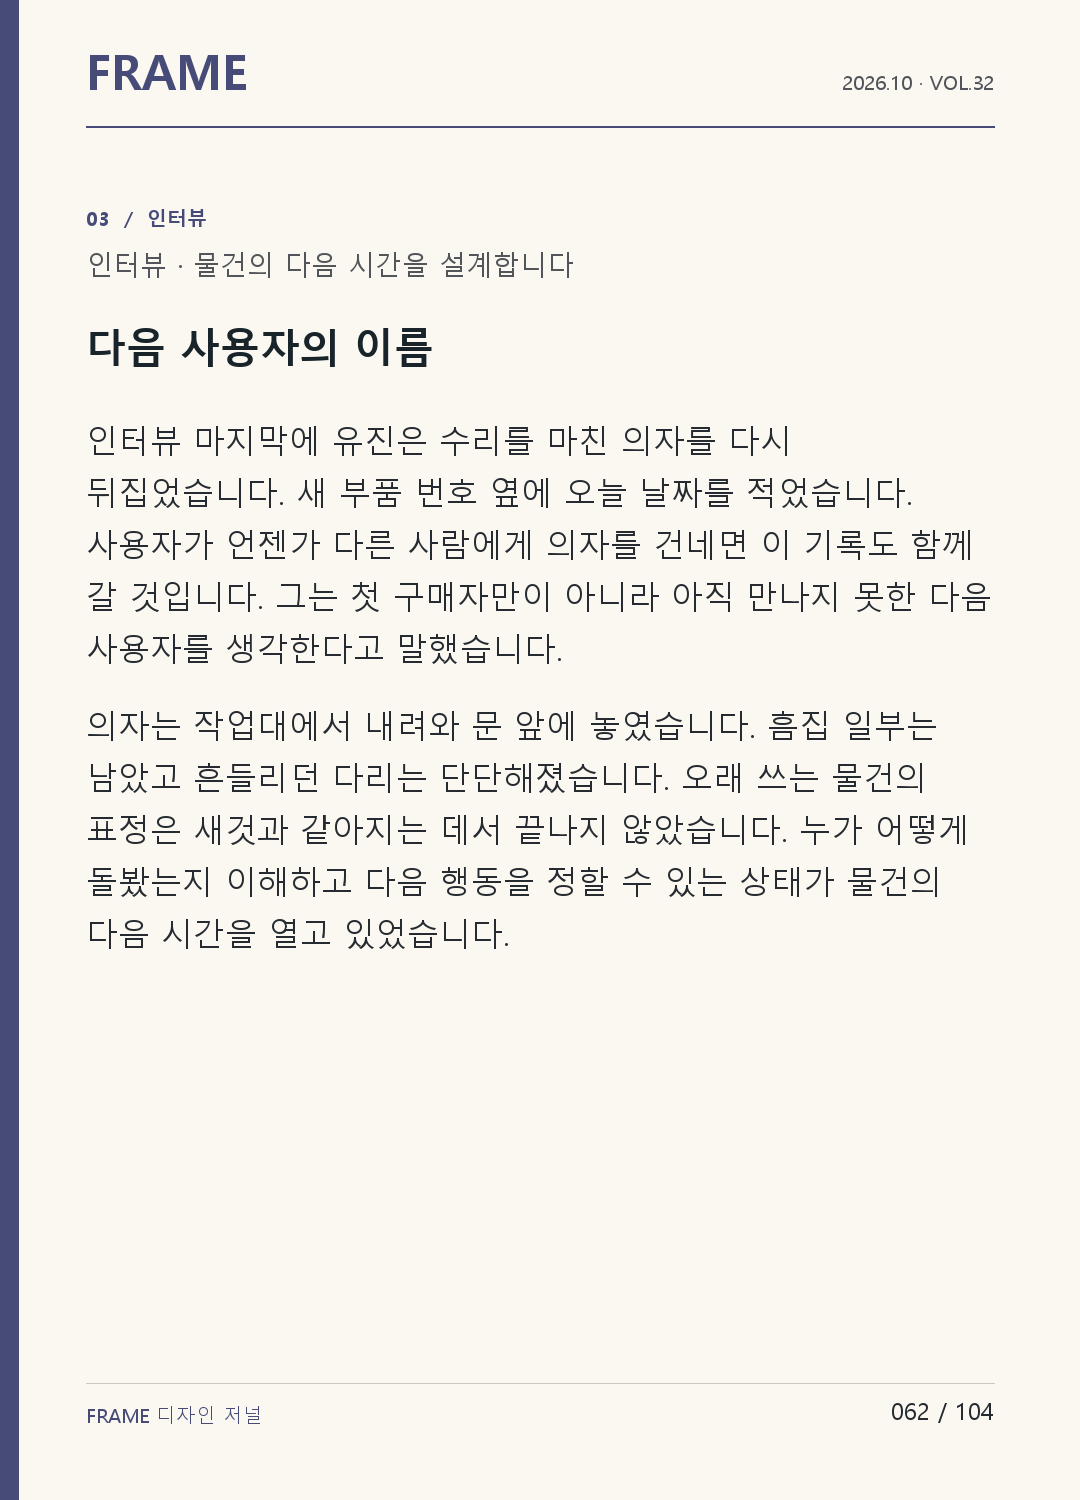 FRAME
2026.10 · VOL.32
03 / 인터뷰
인터뷰 · 물건의 다음 시간을 설계합니다
다음 사용자의 이름
인터뷰 마지막에 유진은 수리를 마친 의자를 다시
뒤집었습니다. 새 부품 번호 옆에 오늘 날짜를 적었습니다.
사용자가 언젠가 다른 사람에게 의자를 건네면 이 기록도 함께
갈 것입니다. 그는 첫 구매자만이 아니라 아직 만나지 못한 다음
사용자를 생각한다고 말했습니다.
의자는 작업대에서 내려와 문 앞에 놓였습니다. 흠집 일부는
남았고 흔들리던 다리는 단단해졌습니다. 오래 쓰는 물건의
표정은 새것과 같아지는 데서 끝나지 않았습니다. 누가 어떻게
돌봤는지 이해하고 다음 행동을 정할 수 있는 상태가 물건의
다음 시간을 열고 있었습니다.
FRAME 디자인 저널
062 / 104